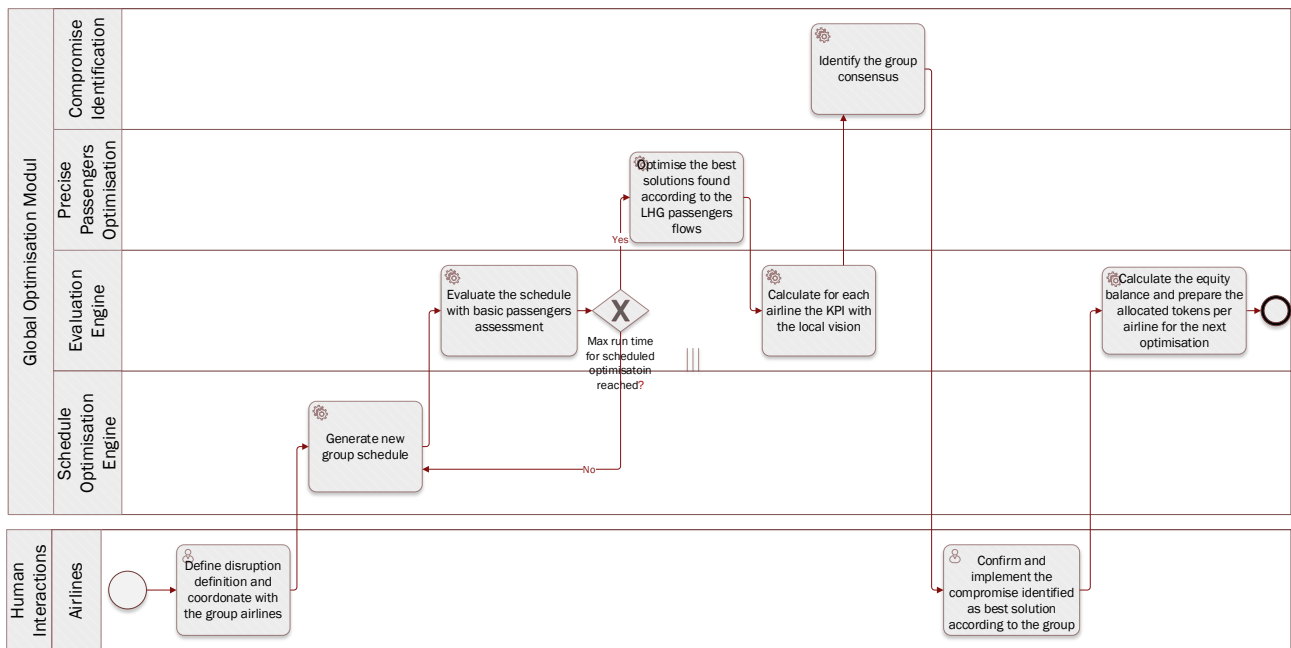 Global Optimisation Modul
Compromise
Identification
Identify the group
consensus
Precise
Passengers
Optimisation
Optimise the best
solutions found
according to the
LHG passengers
flows
Yes
Evaluation
Engine
Evaluate the schedule
with basic passengers
assessment
X
Max run time
for scheduled
optimisatoin
reached?
Calculate for each
airline the KPI with
the local vision
Calculate the equity
balance and prepare the
allocated tokens per
airline for the next
optimisation
Schedule
Optimisation
Engine
Generate new
group schedule
No
Human
Interactions
Airlines
Define disruption
definition and
coordonate with
the group airlines
Confirm and
implement the
compromise identified
as best solution
according to the group